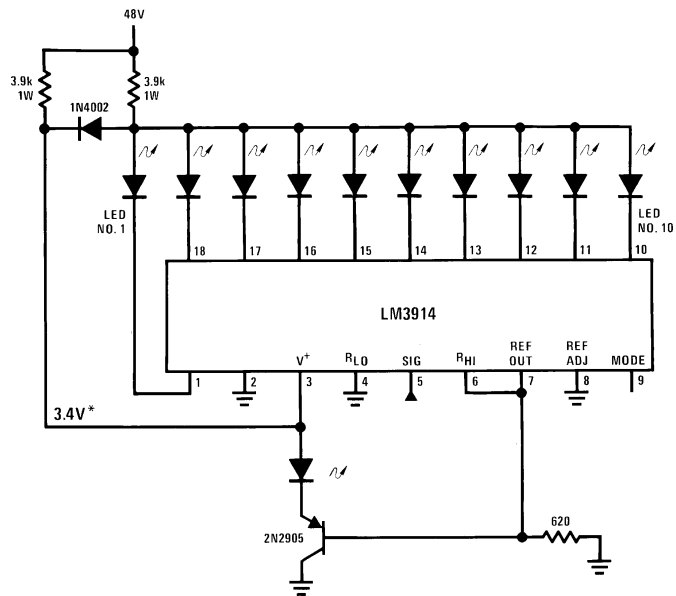 48V
3.9k
1W
3.9k
1W
1N4002
LED
NO. 1
LED
NO. 10
18
17
16
15
14
13
12
11
10
LM3914
V+
RLO
SIG
RHI
REF
OUT
REF
ADJ
MODE
1
2
3
4
5
6
7
8
9
3.4V*
2N2905
620